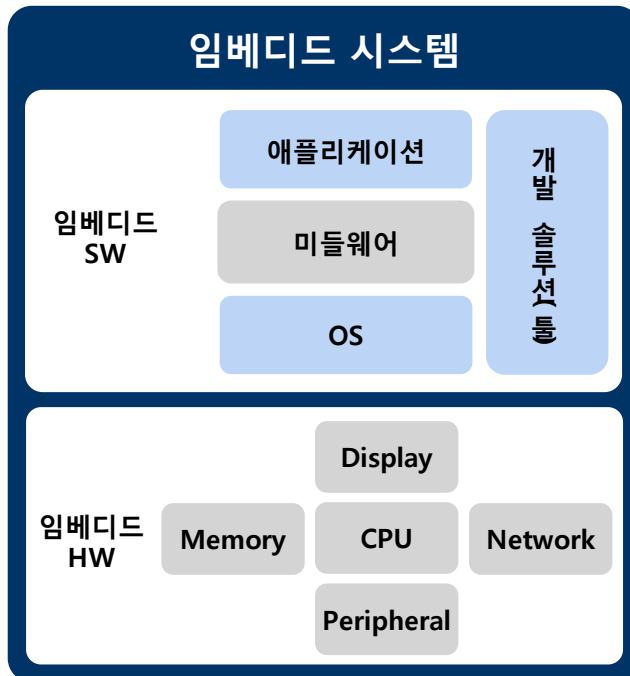 임베디드 시스템
임베디드
SW
애플리케이션
미들웨어
OS
개발 솔루션(툴)
임베디드
HW
Display
Memory
CPU
Network
Peripheral